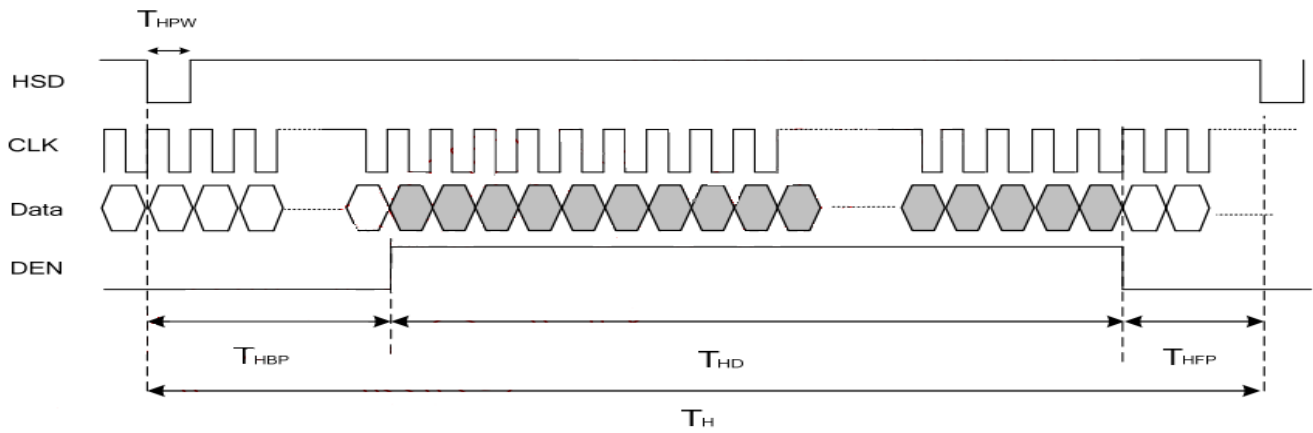 THPW
HSD
CLK
Data
DEN
THBP
THD
THFP
TH